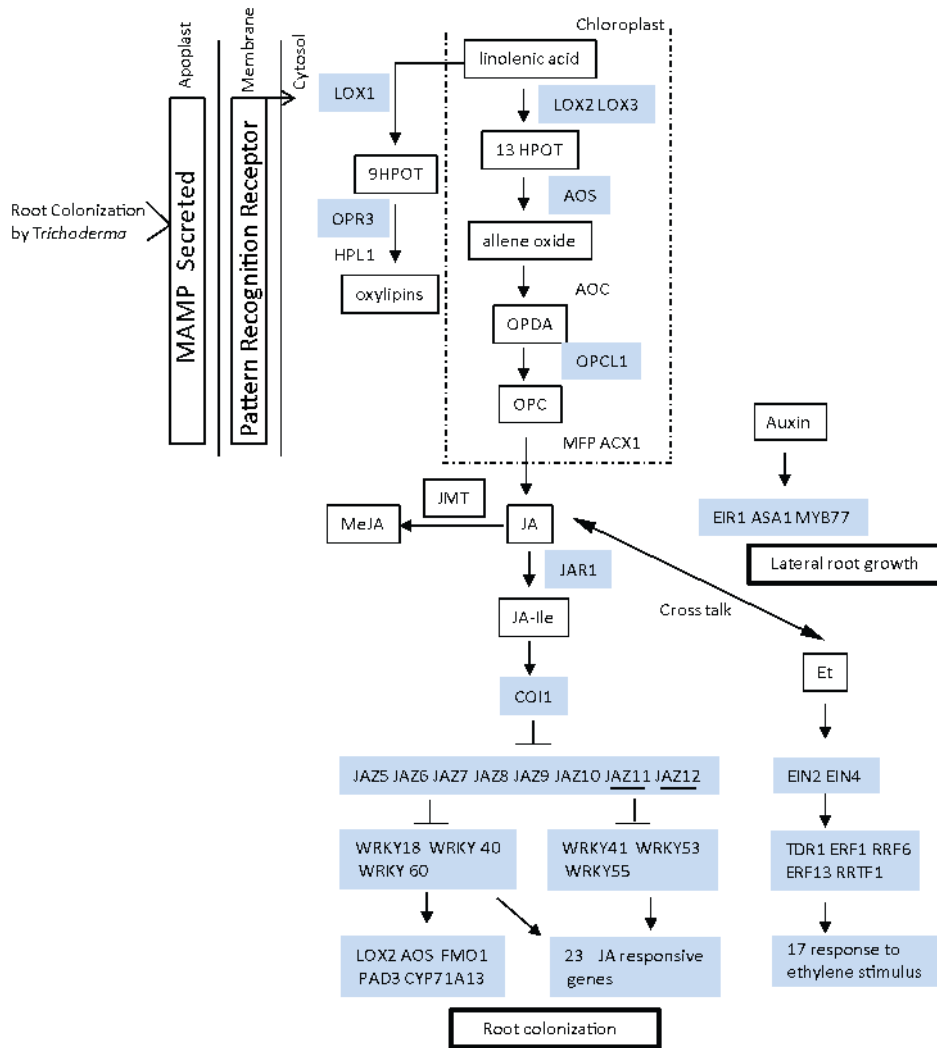 Chloroplast
Apoplast
Membrane
Cytosol
linolenic acid
LOX1
LOX2 LOX3
13 HPOT
9HPOT
MAMP Secreted
Pattern Recognition Receptor
AOS
Root Colonization
by Trichoderma
OPR3
allene oxide
HPL1
oxylipins
AOC
OPDA
OPCL1
OPC
Auxin
MFP ACX1
JMT
MeJA
JA
EIR1 ASA1 MYB77
Lateral root growth
JAR1
Cross talk
JA-Ile
Et
COI1
JAZ5 JAZ6 JAZ7 JAZ8 JAZ9 JAZ10 JAZ11 JAZ12
EIN2 EIN4
WRKY18 WRKY 40
WRKY 60
WRKY41 WRKY53
WRKY55
TDR1 ERF1 RRF6
ERF13 RRTF1
LOX2 AOS FMO1
PAD3 CYP71A13
23 JA responsive
genes
17 response to
ethylene stimulus
Root colonization